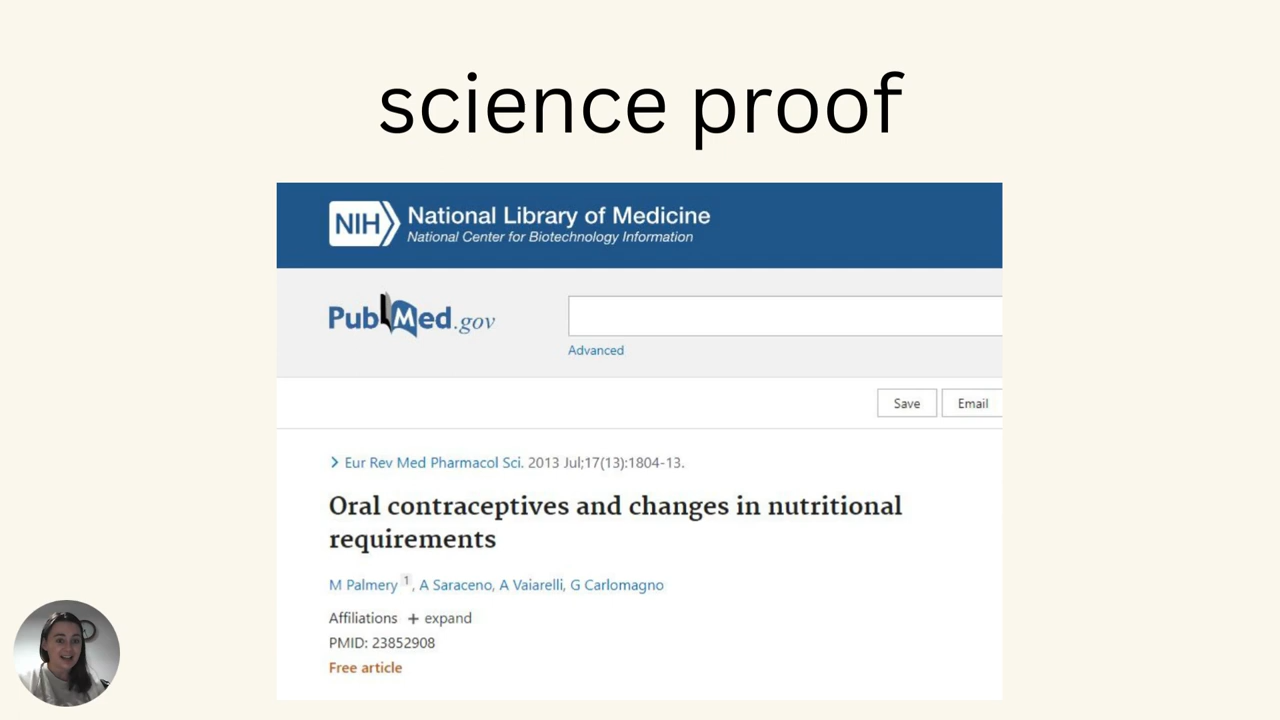 science proof
NIH National Library of Medicine
National Center for Biotechnology Information
PubMed.gov
Advanced
Save Email
Eur Rev Med Pharmacol Sci. 2013 Jul;17(13):1804-13.
Oral contraceptives and changes in nutritional
requirements
M Palmery 1, A Saraceno, A Vaiarelli, G Carlomagno
Affiliations + expand
PMID: 23852908
Free article